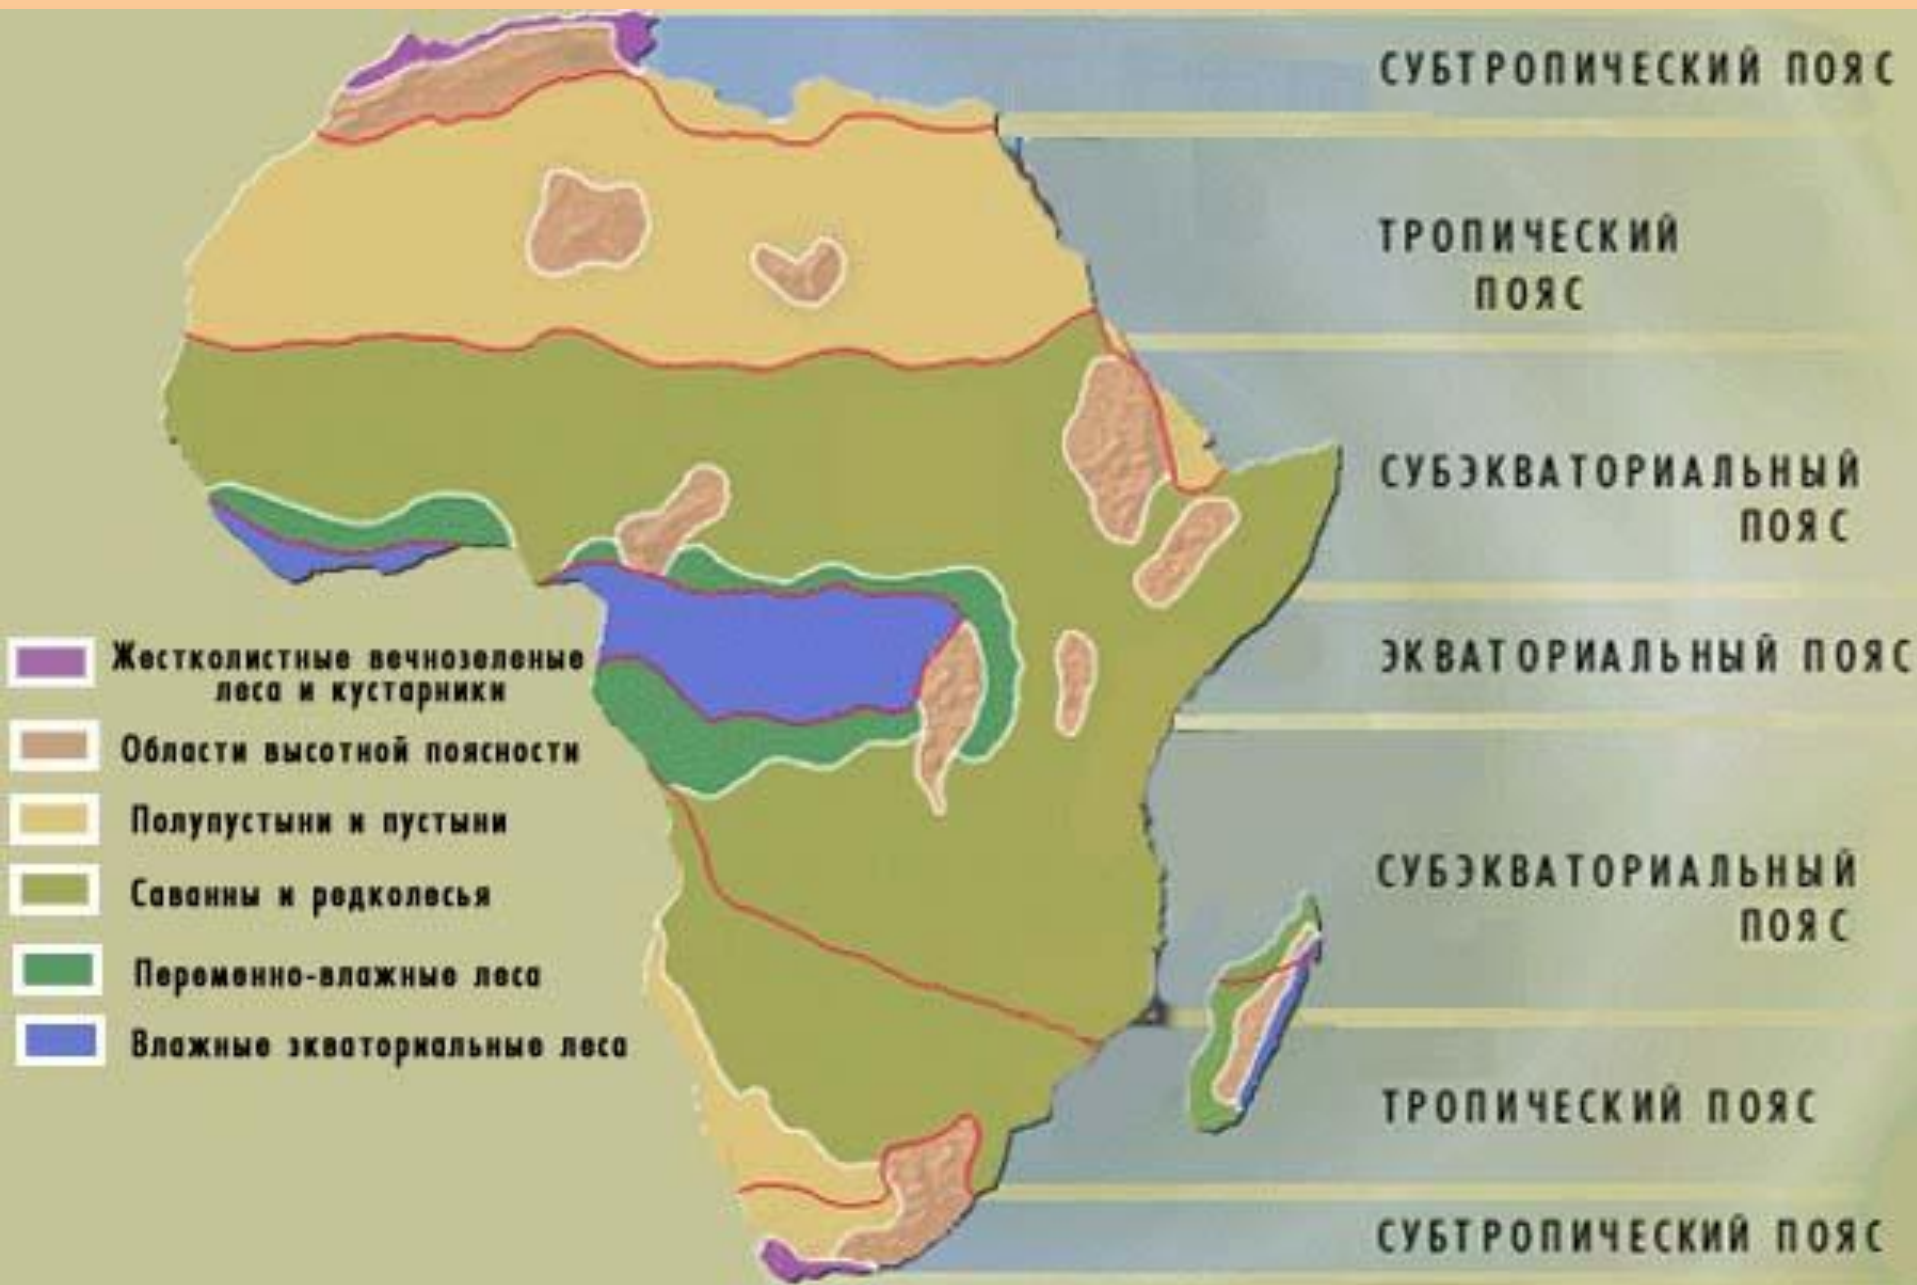 СУБТРОПИЧЕСКИЙ ПОЯС
ТРОПИЧЕСКИЙ
ПОЯС
СУБЭКВАТОРИАЛЬНЫЙ
ПОЯС
ЭКВАТОРИАЛЬНЫЙ ПОЯС
СУБЭКВАТОРИАЛЬНЫЙ
ПОЯС
ТРОПИЧЕСКИЙ ПОЯС
СУБТРОПИЧЕСКИЙ ПОЯС
Жестколистные вечнозеленые
леса и кустарники
Области высотной поясности
Полупустыни и пустыни
Саванны и редколесья
Переменно-влажные леса
Влажные экваториальные леса